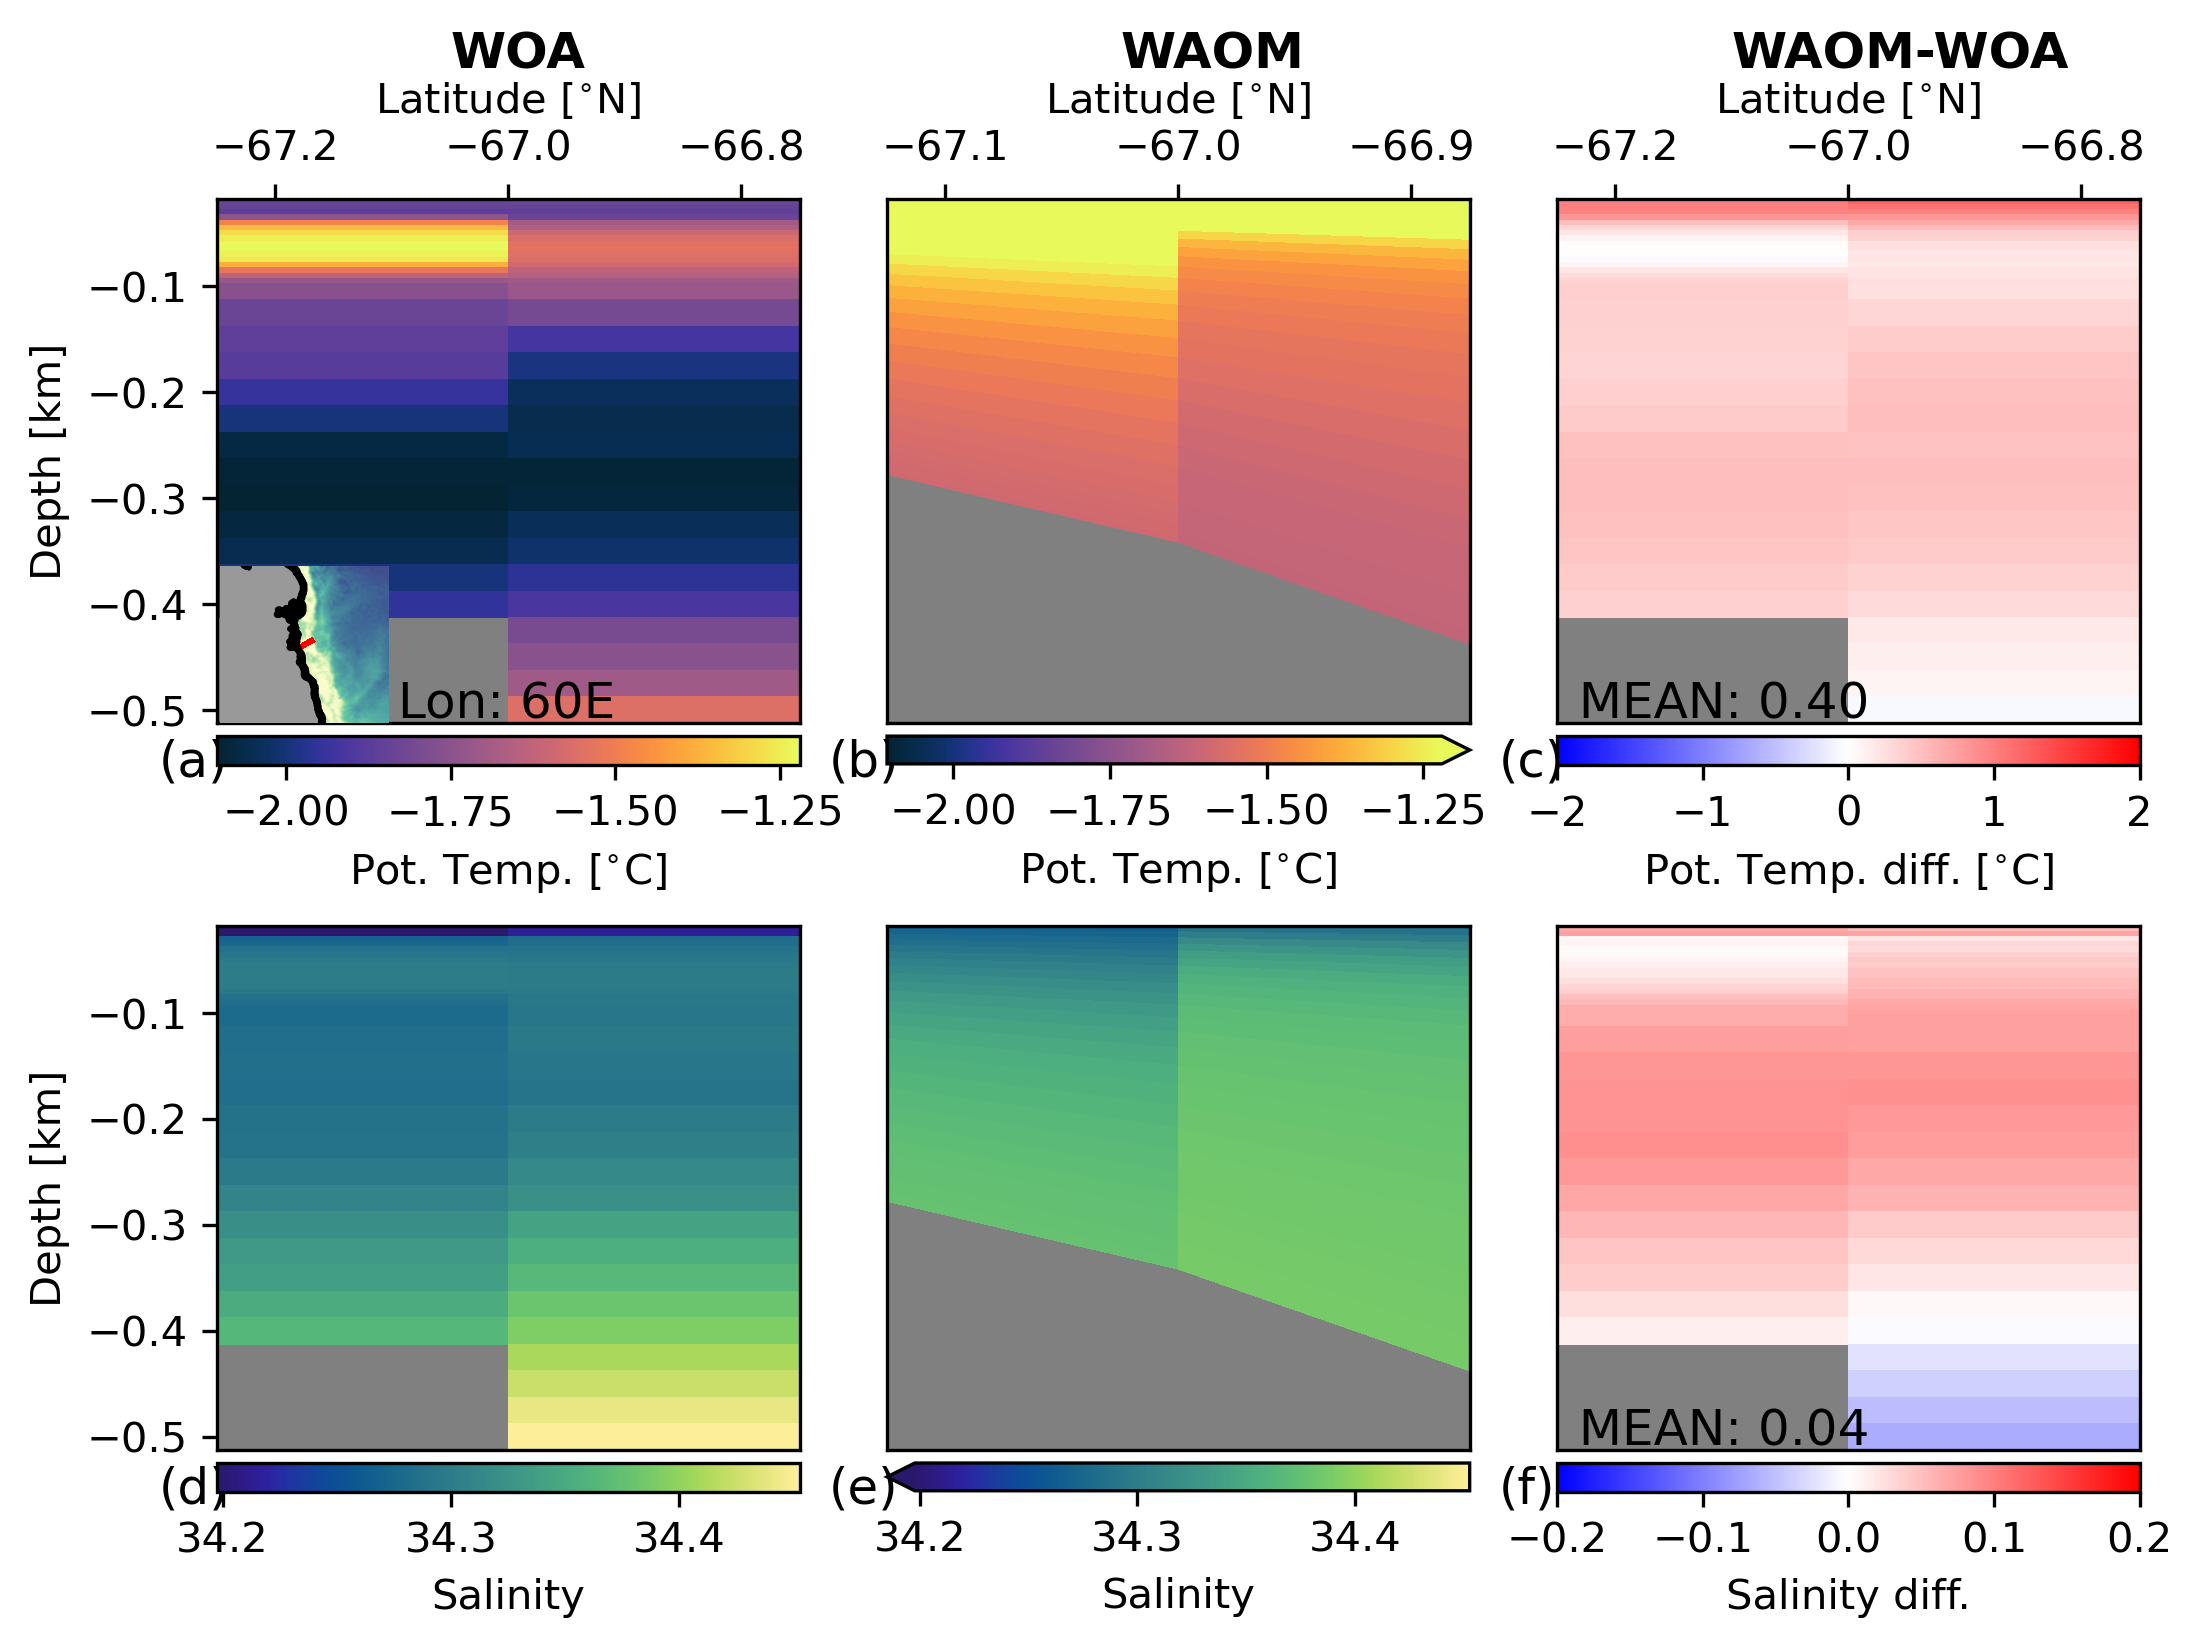 WOA WAOM WAOM-WOA
Latitude [°N] Latitude [°N] Latitude [°N]
−67.2 −67.0 −66.8 −67.1 −67.0 −66.9 −67.2 −67.0 −66.8
Depth [km]
−0.1
−0.2
−0.3
−0.4
−0.5
Lon: 60E
MEAN: 0.40
(a) (b) (c)
−2.00 −1.75 −1.50 −1.25 −2.00 −1.75 −1.50 −1.25 −2 −1 0 1 2
Pot. Temp. [°C] Pot. Temp. [°C] Pot. Temp. diff. [°C]
Depth [km]
−0.1
−0.2
−0.3
−0.4
−0.5
MEAN: 0.04
(d) (e) (f)
34.2 34.3 34.4 34.2 34.3 34.4 −0.2 −0.1 0.0 0.1 0.2
Salinity Salinity Salinity diff.